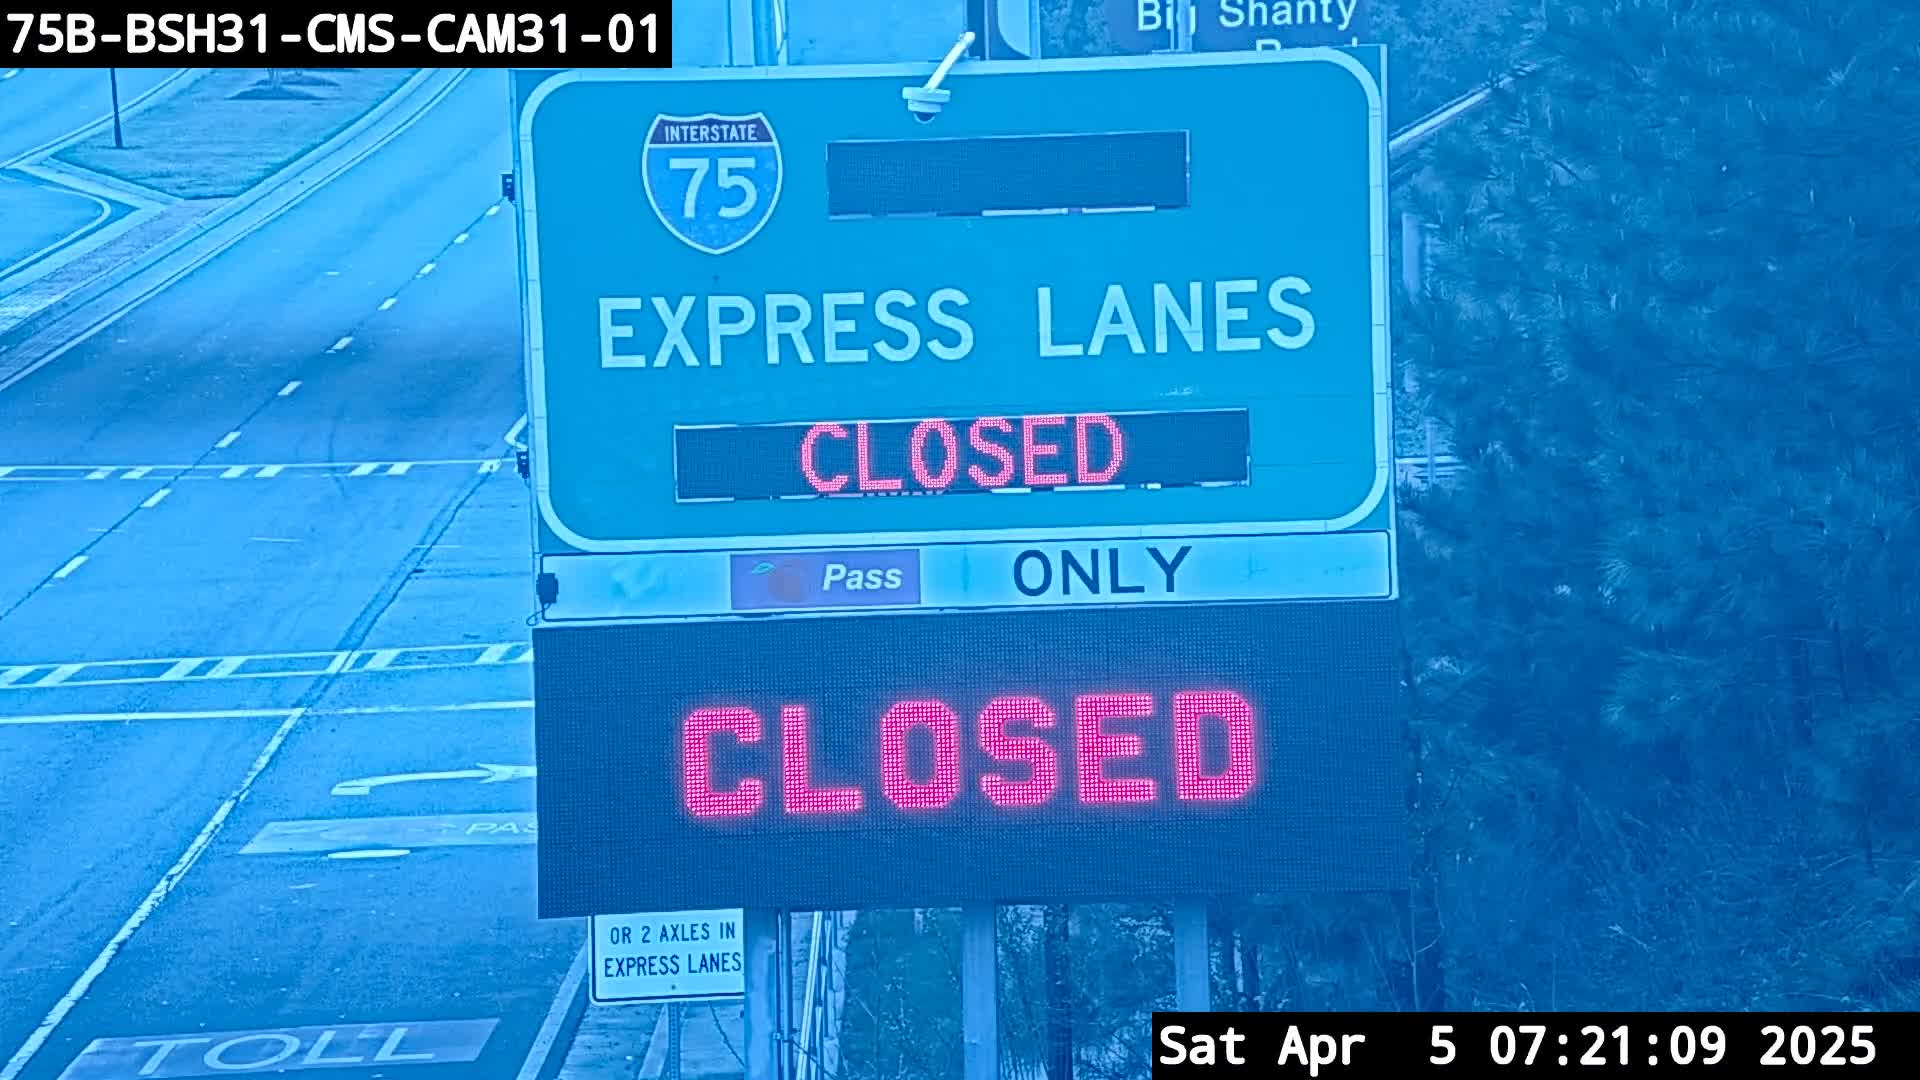 75B-BSH31-CMS-CAM31-01
Big Shanty
INTERSTATE
75
EXPRESS LANES
CLOSED
Pass ONLY
CLOSED
OR 2 AXLES IN
EXPRESS LANES
TOLL
Sat Apr 5 07:21:09 2025